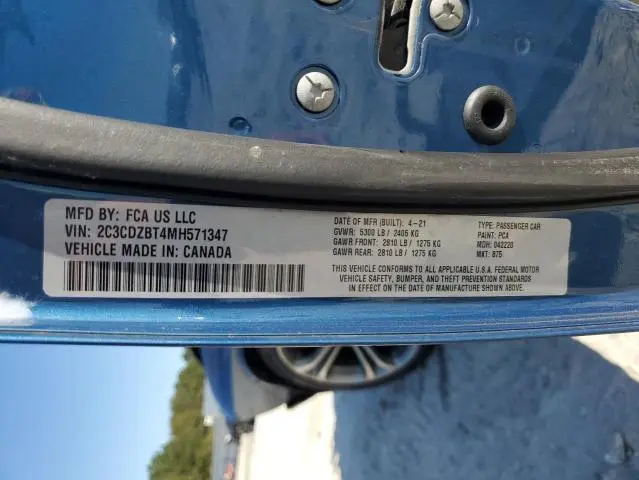 MFD BY: FCA US LLC
VIN: 2C3CDZBT4MH571347
VEHICLE MADE IN: CANADA
DATE OF MFR (BUILT): 4-21
GVWR: 5300 LB / 2405 KG
GAWR FRONT: 2810 LB / 1275 KG
GAWR REAR: 2810 LB / 1275 KG
TYPE: PASSENGER CAR
PAINT: PCA
MDH: 042220
MKT: 875
THIS VEHICLE CONFORMS TO ALL APPLICABLE U.S.A. FEDERAL MOTOR
VEHICLE SAFETY, BUMPER, AND THEFT PREVENTION STANDARDS
IN EFFECT ON THE DATE OF MANUFACTURE SHOWN ABOVE.